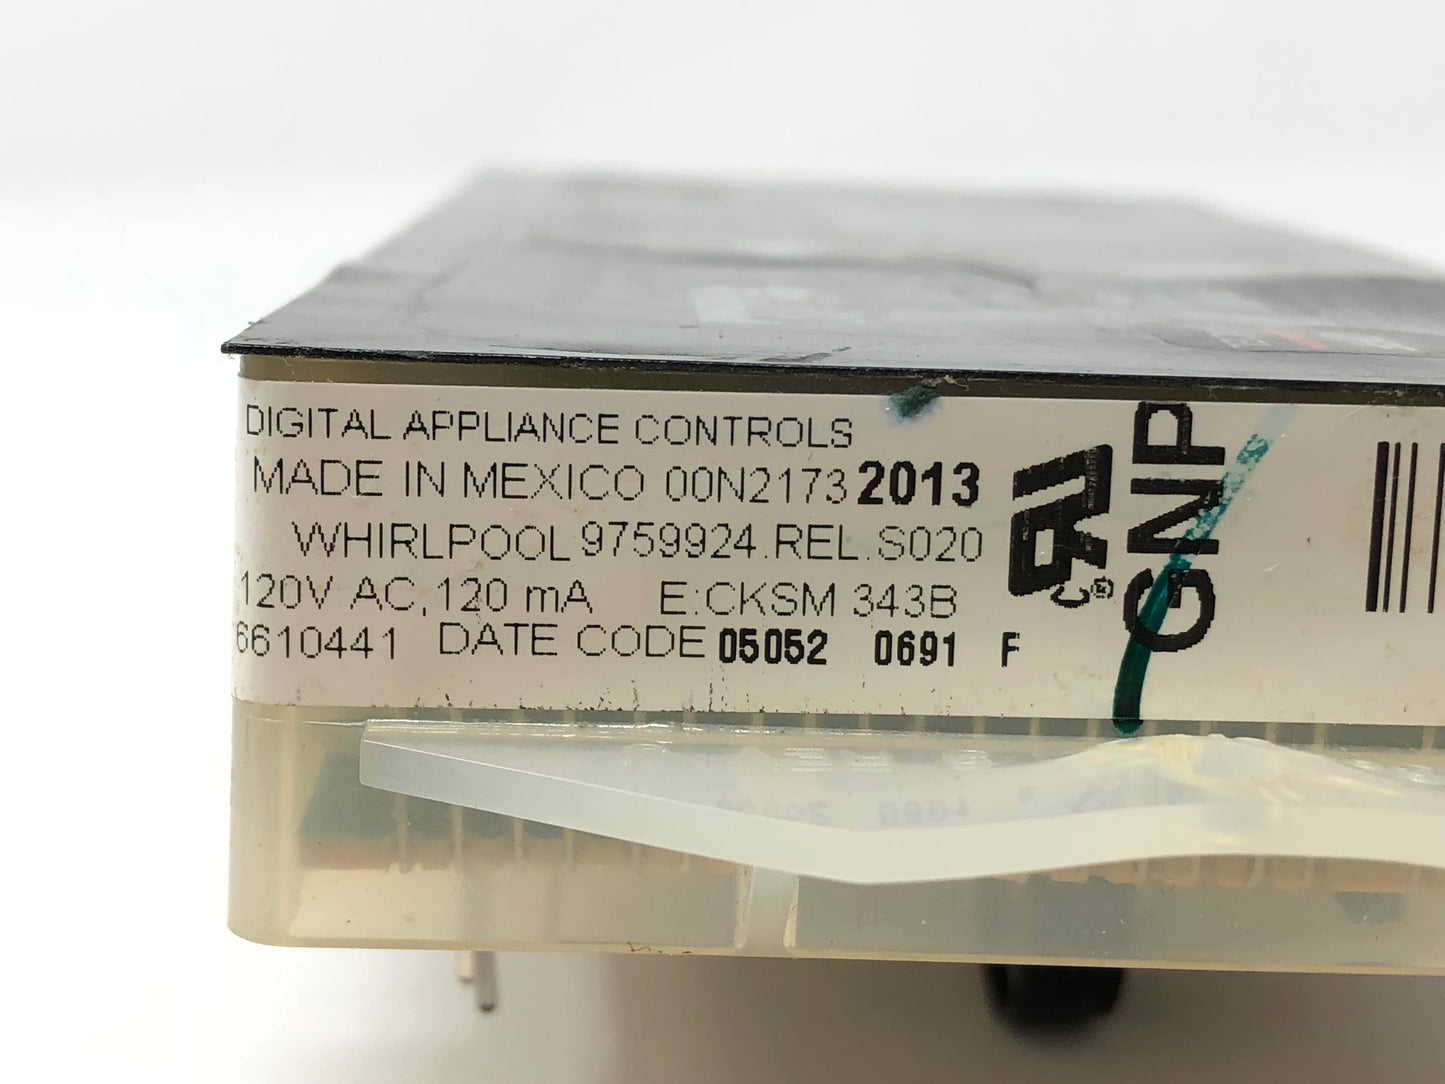 DIGITAL APPLIANCE CONTROLS
MADE IN MEXICO 00N2173 2013
WHIRLPOOL 9759924.REL.S020
120V AC, 120 mA E:CKSM 343B
6610441 DATE CODE 05052 0691 F
c ®
GNP